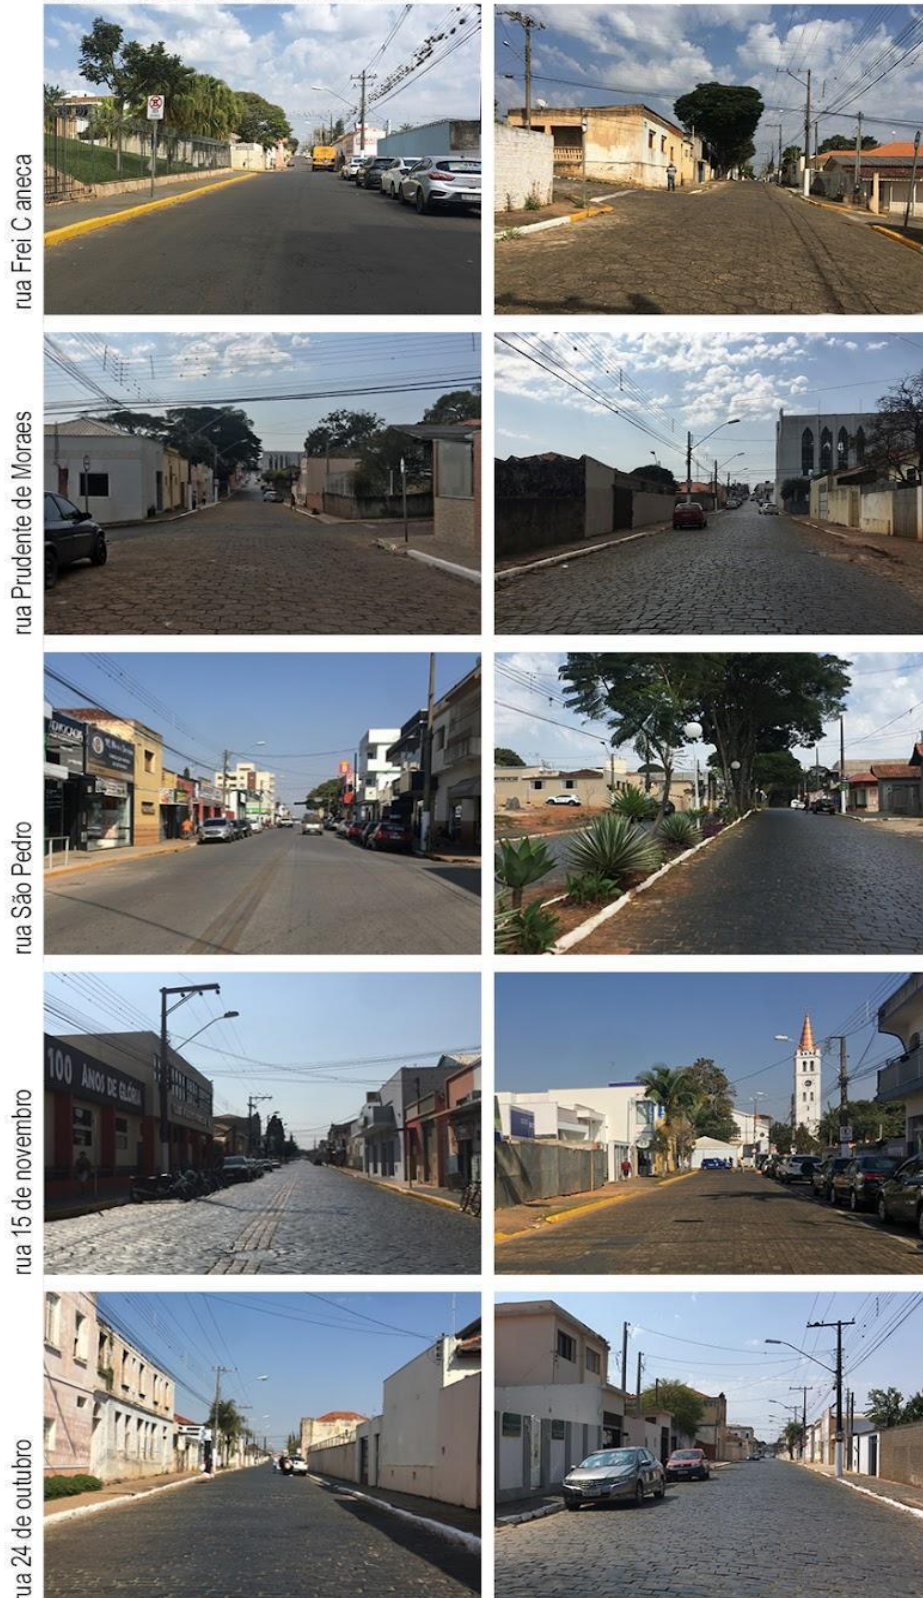 rua Frei C aneca
rua Prudente de Moraes
rua São Pedro
ADVOCACIA
rua 15 de novembro
100 ANOS DE GLÓRIA
rua 24 de outubro